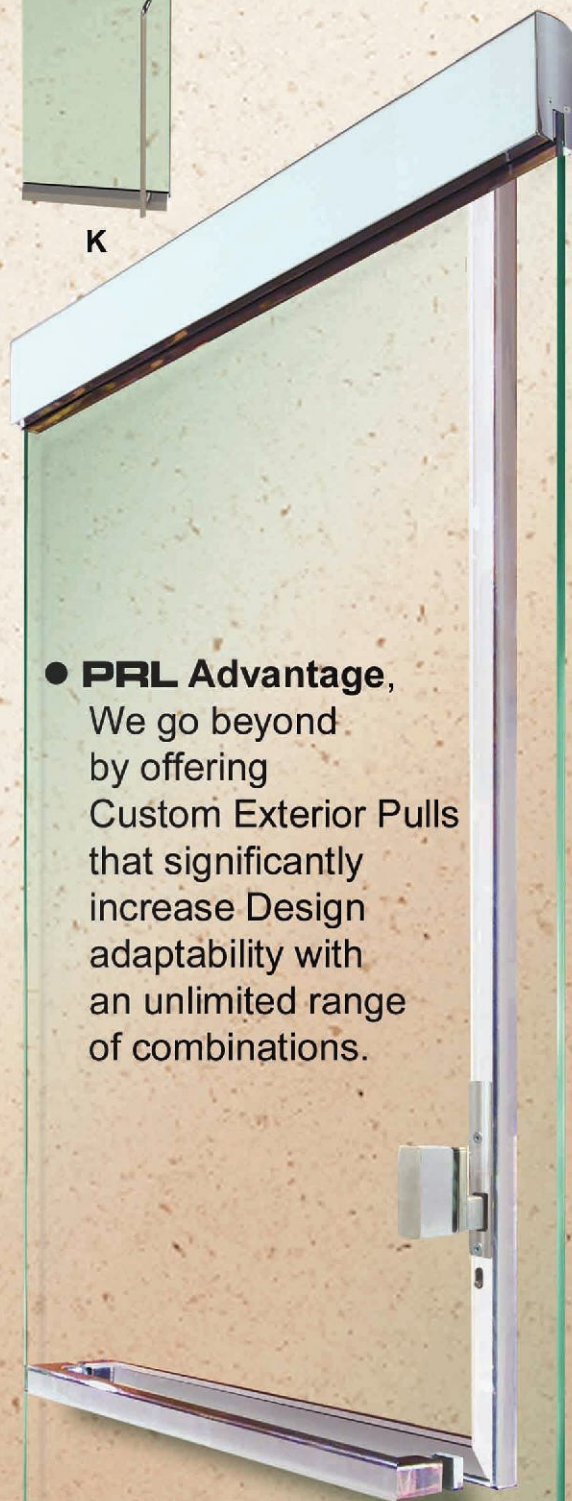 K
● PRL Advantage,
We go beyond
by offering
Custom Exterior Pulls
that significantly
increase Design
adaptability with
an unlimited range
of combinations.